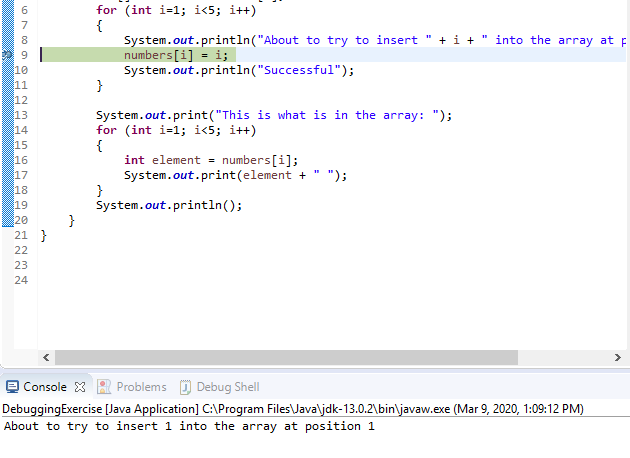 6 for (int i=1; i<5; i++)
7 {
8 System.out.println("About to try to insert " + i + " into the array at p
9 numbers[i] = i;
10 System.out.println("Successful");
11 }
12
13 System.out.print("This is what is in the array: ");
14 for (int i=1; i<5; i++)
15 {
16 int element = numbers[i];
17 System.out.print(element + " ");
18 }
19 System.out.println();
20 }
21 }
22
23
24
Console Problems Debug Shell
DebuggingExercise [Java Application] C:\Program Files\Java\jdk-13.0.2\bin\javaw.exe (Mar 9, 2020, 1:09:12 PM)
About to try to insert 1 into the array at position 1